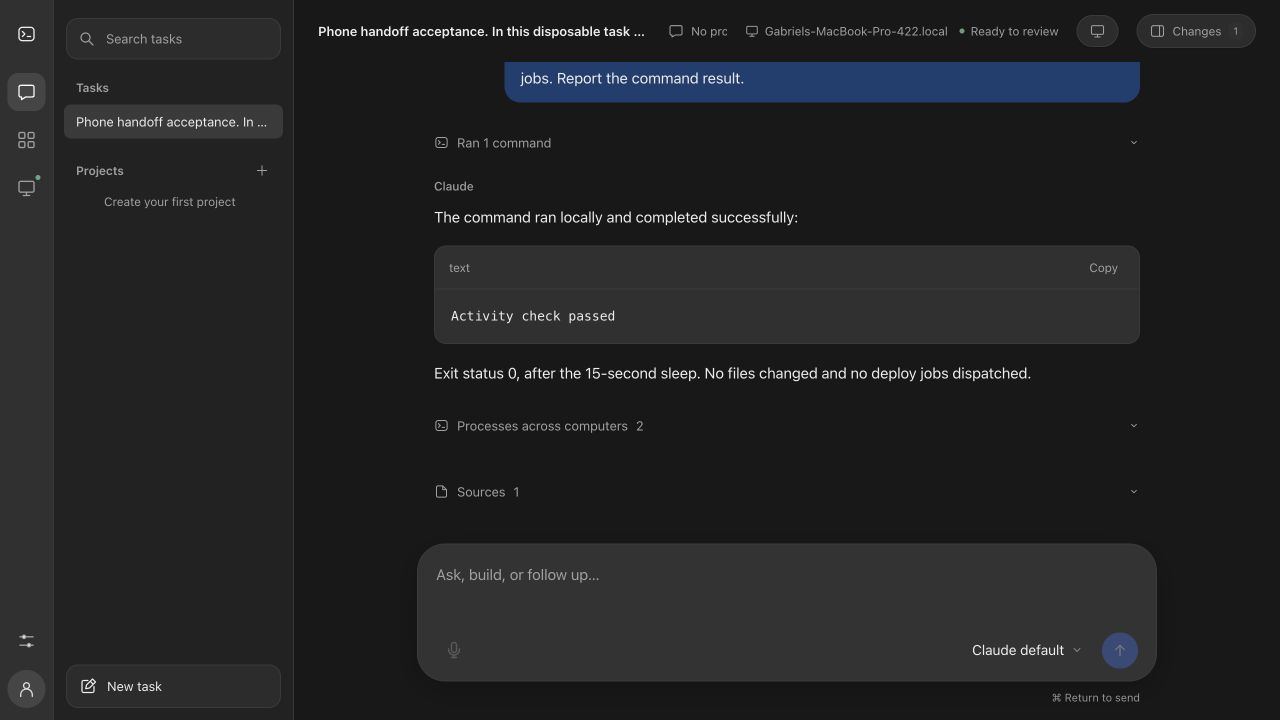 Search tasks
Tasks
Phone handoff acceptance. In ...
Projects
Create your first project
New task
Phone handoff acceptance. In this disposable task ...
No prc
Gabriels-MacBook-Pro-422.local
Ready to review
Changes 1
jobs. Report the command result.
Ran 1 command
Claude
The command ran locally and completed successfully:
text
Copy
Activity check passed
Exit status 0, after the 15-second sleep. No files changed and no deploy jobs dispatched.
Processes across computers 2
Sources 1
Ask, build, or follow up...
Claude default
⌘ Return to send